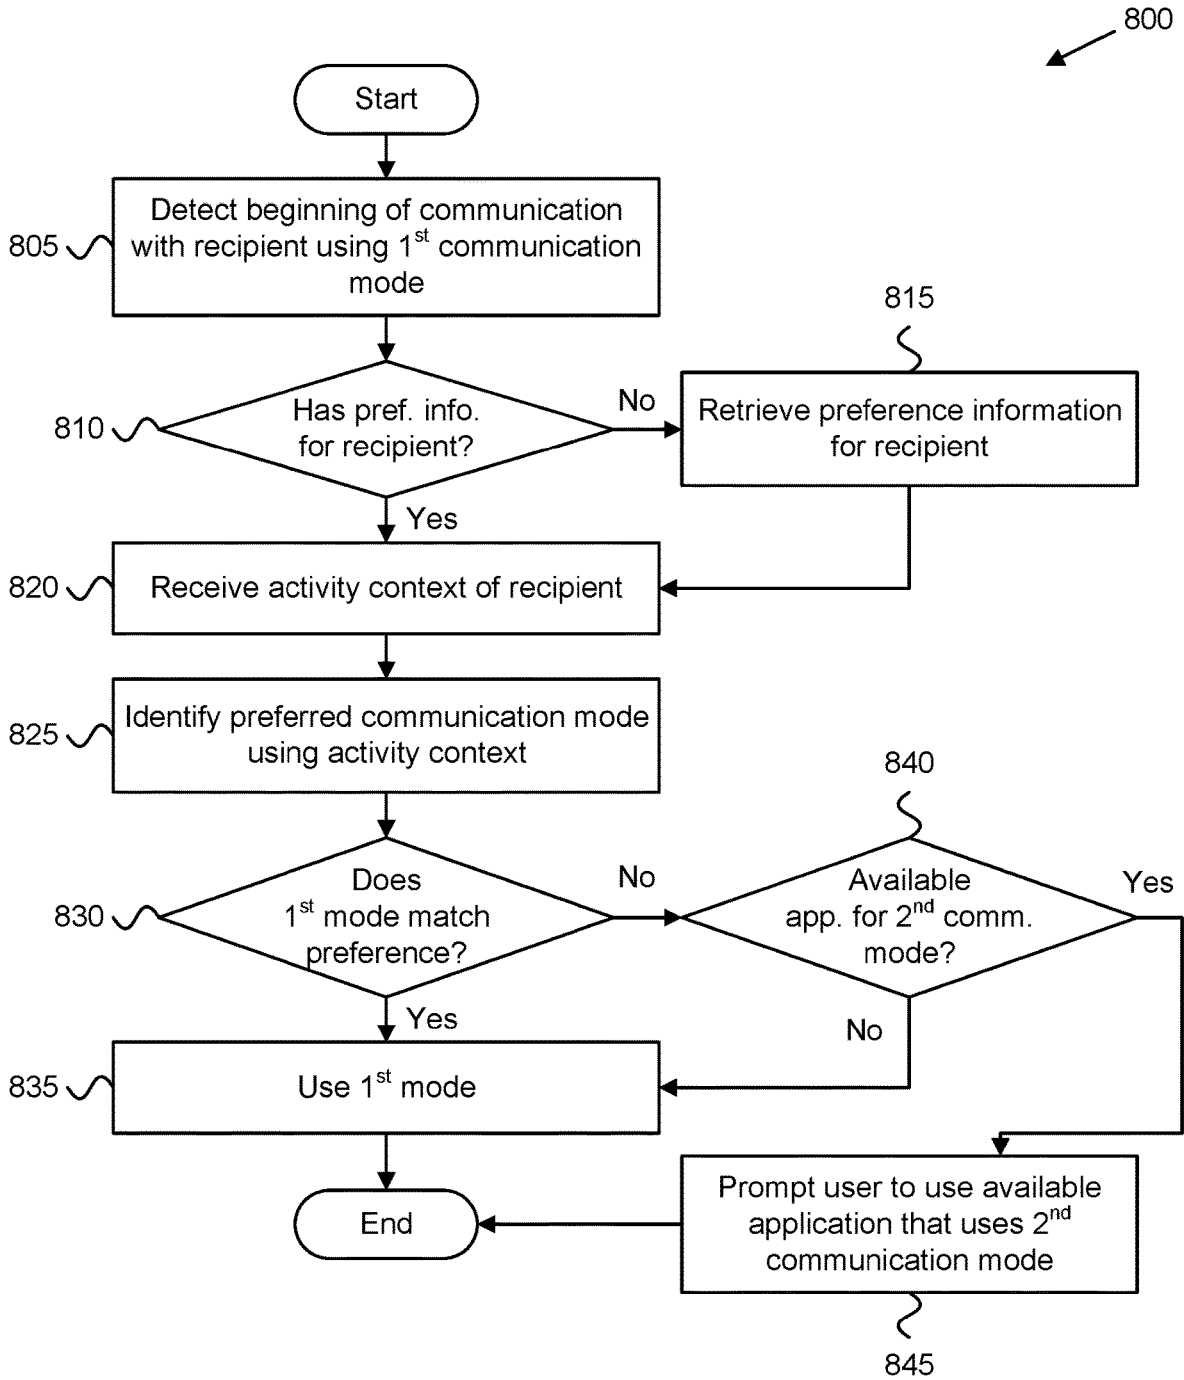 800
Start
805
Detect beginning of communication
with recipient using 1st communication
mode
815
810
Has pref. info.
for recipient?
No
Retrieve preference information
for recipient
Yes
820
Receive activity context of recipient
825
Identify preferred communication mode
using activity context
840
830
Does
1st mode match
preference?
No
Available
app. for 2nd comm.
mode?
Yes
Yes
No
835
Use 1st mode
End
Prompt user to use available
application that uses 2nd
communication mode
845